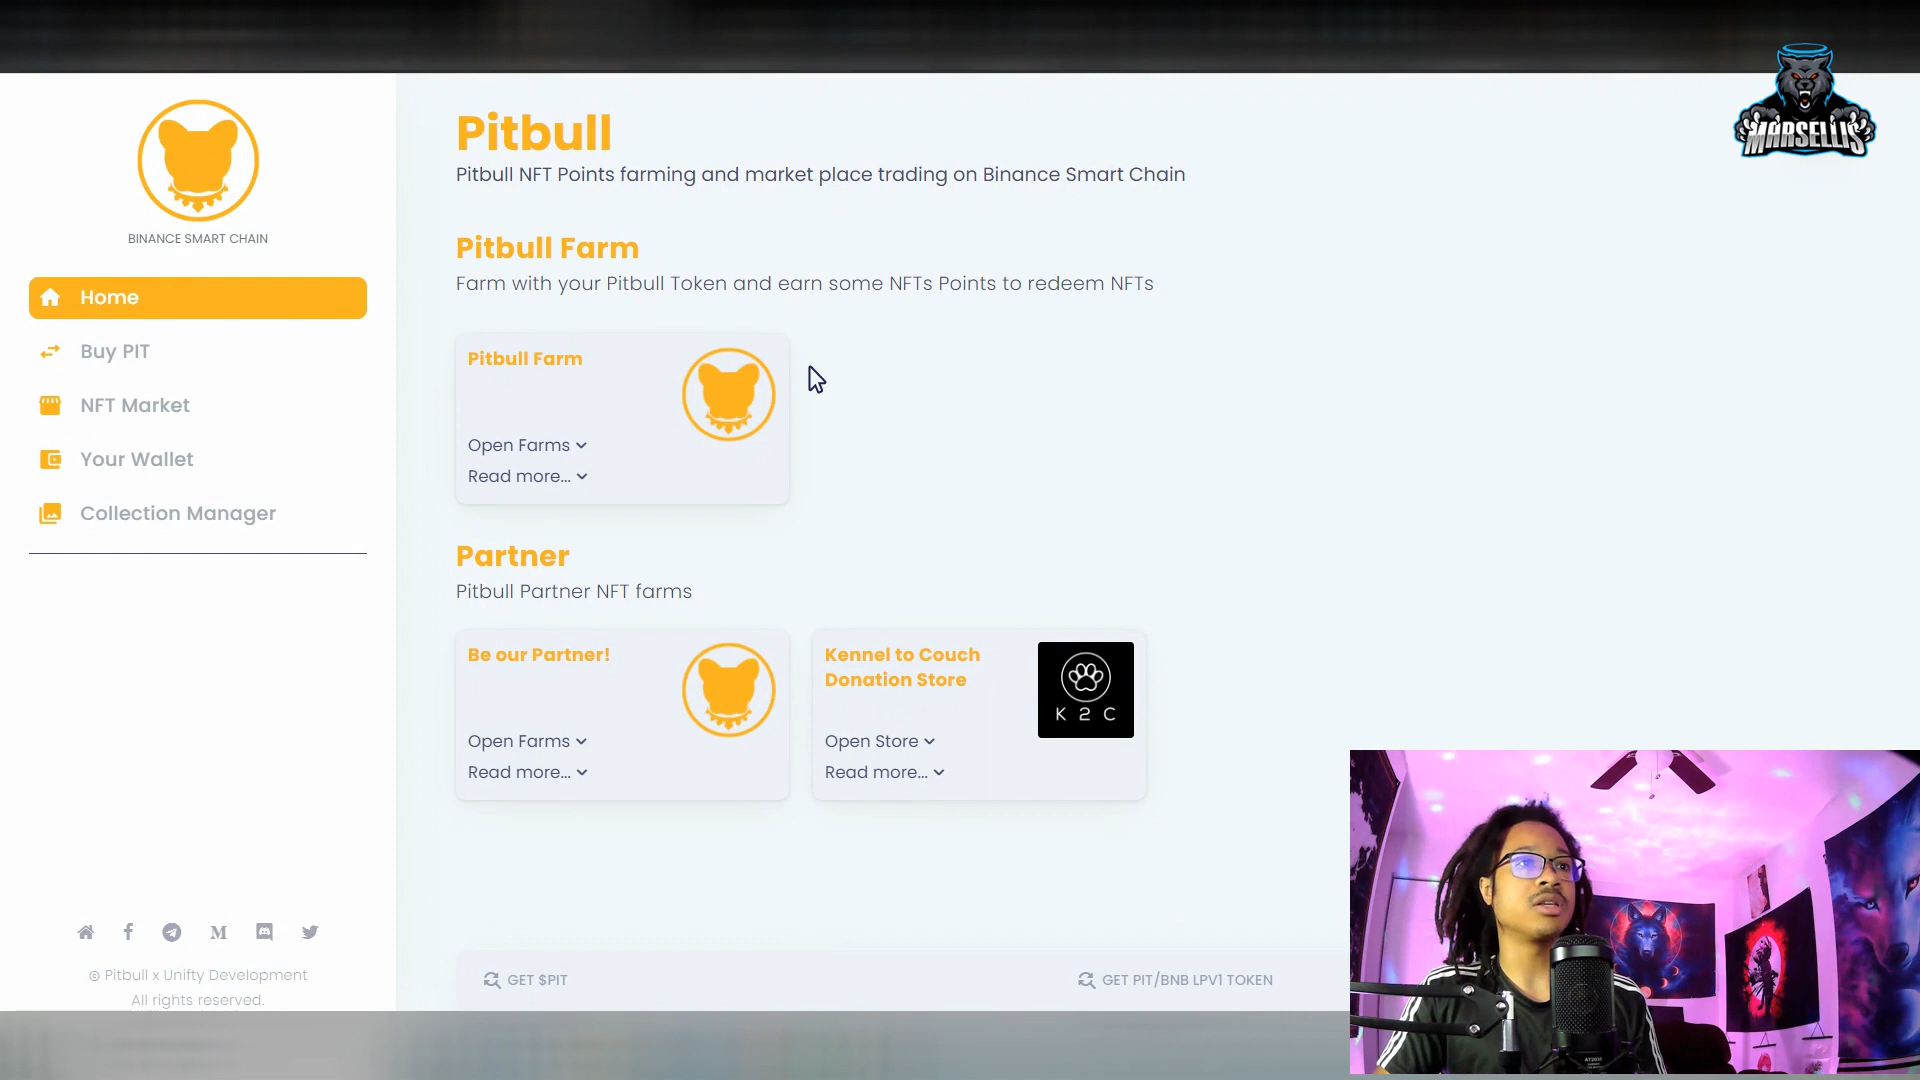 MARSELLIS
BINANCE SMART CHAIN
Home
Buy PIT
NFT Market
Your Wallet
Collection Manager
© Pitbull x Unifty Development
All rights reserved.
Pitbull
Pitbull NFT Points farming and market place trading on Binance Smart Chain
Pitbull Farm
Farm with your Pitbull Token and earn some NFTs Points to redeem NFTs
Pitbull Farm
Open Farms
Read more...
Partner
Pitbull Partner NFT farms
Be our Partner!
Open Farms
Read more...
Kennel to Couch
Donation Store
K 2 C
Open Store
Read more...
GET $PIT
GET PIT/BNB LPV1 TOKEN